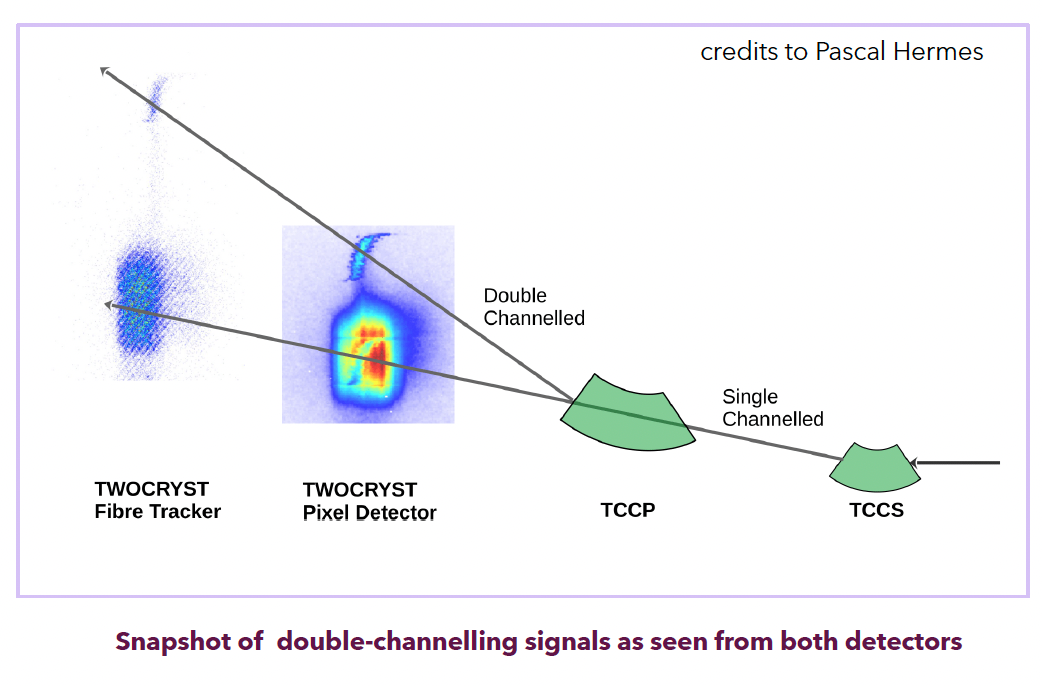 credits to Pascal Hermes
Double
Channelled
Single
Channelled
TWOCRYST
Fibre Tracker
TWOCRYST
Pixel Detector
TCCP
TCCS
Snapshot of  double-channelling signals as seen from both detectors